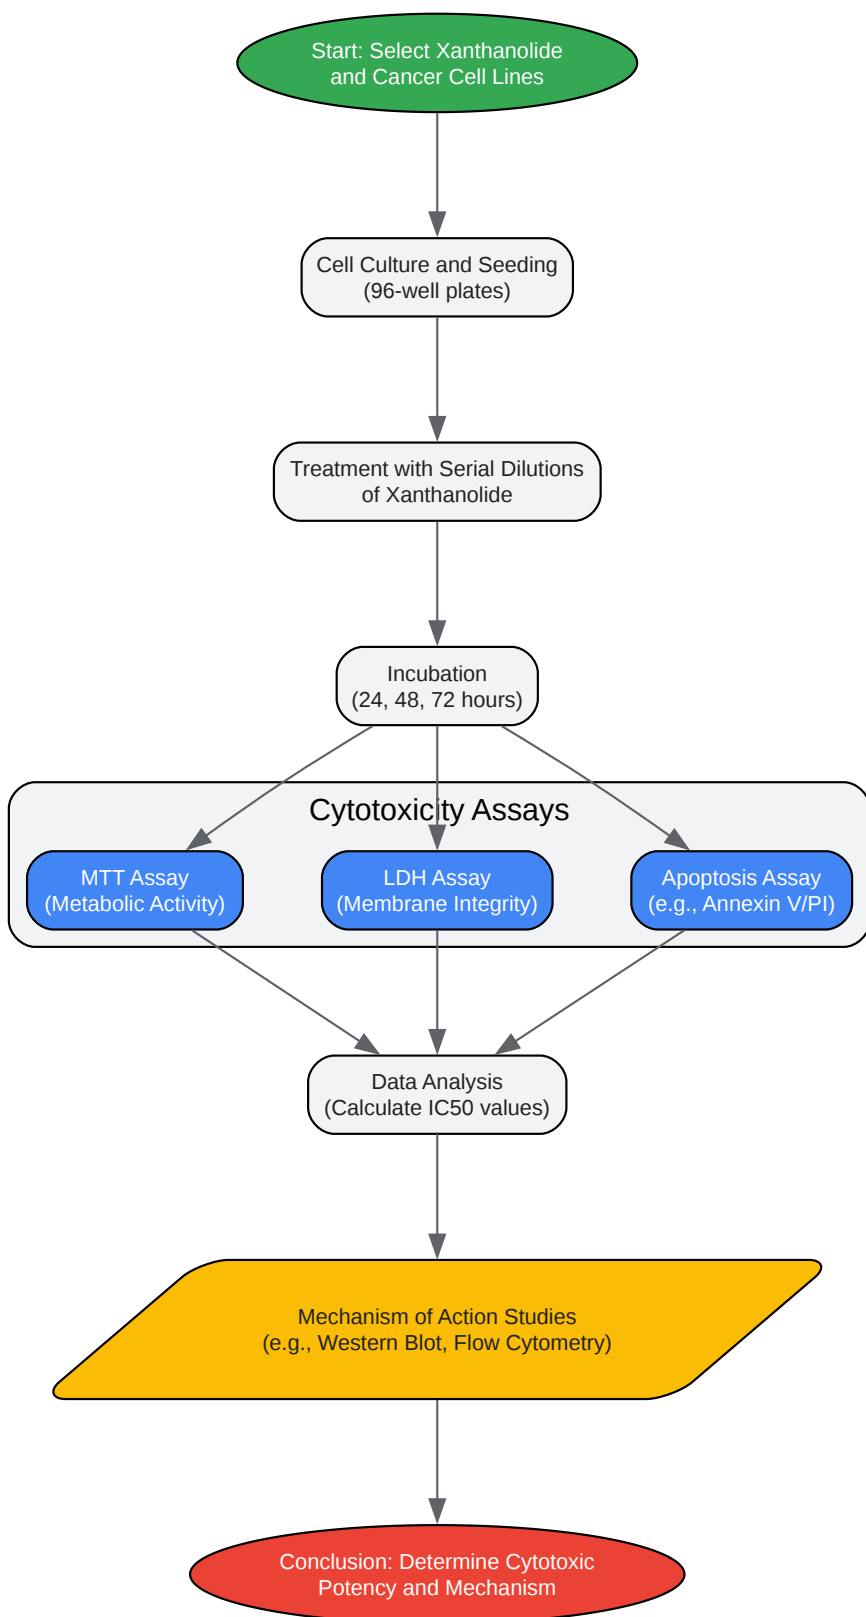 Start: Select Xanthanolide
and Cancer Cell Lines
Cell Culture and Seeding
(96-well plates)
Treatment with Serial Dilutions
of Xanthanolide
Incubation
(24, 48, 72 hours)
Cytotoxicity Assays
MTT Assay
(Metabolic Activity)
LDH Assay
(Membrane Integrity)
Apoptosis Assay
(e.g., Annexin V/PI)
Data Analysis
(Calculate IC50 values)
Mechanism of Action Studies
(e.g., Western Blot, Flow Cytometry)
Conclusion: Determine Cytotoxic
Potency and Mechanism